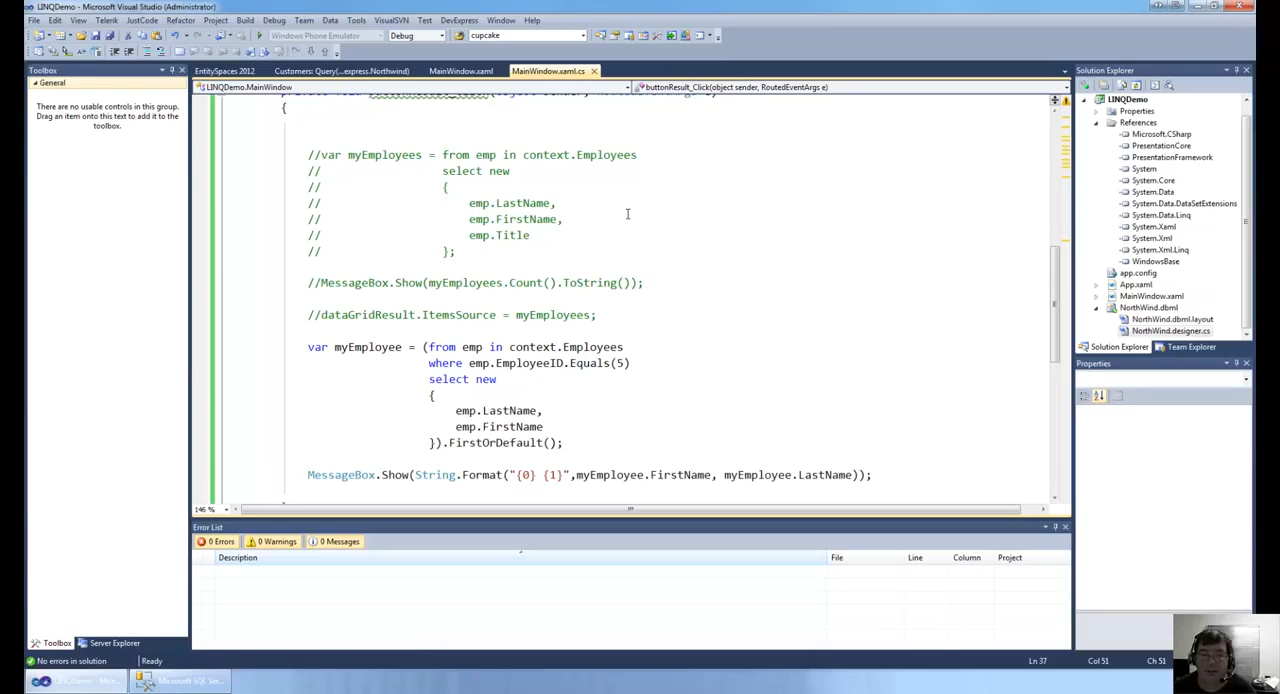 LINQDemo - Microsoft Visual Studio (Administrator)
File Edit View Telerik JustCode Refactor Project Build Debug Team Data Tools VisualSVN Test DevExpress Window Help
Windows Phone Emulator Debug cupcake
Toolbox
General
There are no usable controls in this group. Drag an item onto this text to add it to the toolbox.
EntitySpaces 2012 Customers: Query(...express.Northwind) MainWindow.xaml MainWindow.xaml.cs
LINQDemo.MainWindow buttonResult_Click(object sender, RoutedEventArgs e)
{
//var myEmployees = from emp in context.Employees
// select new
// {
// emp.LastName,
// emp.FirstName,
// emp.Title
// };
//MessageBox.Show(myEmployees.Count().ToString());
//dataGridResult.ItemsSource = myEmployees;
var myEmployee = (from emp in context.Employees
where emp.EmployeeID.Equals(5)
select new
{
emp.LastName,
emp.FirstName
}).FirstOrDefault();
MessageBox.Show(String.Format("{0} {1}",myEmployee.FirstName, myEmployee.LastName));
146 %
Error List
0 Errors 0 Warnings 0 Messages
Description File Line Column Project
Solution Explorer
LINQDemo
Properties
References
Microsoft.CSharp
PresentationCore
PresentationFramework
System
System.Core
System.Data
System.Data.DataSetExtensions
System.Data.Linq
System.Xaml
System.Xml
System.Xml.Linq
WindowsBase
app.config
App.xaml
MainWindow.xaml
NorthWind.dbml
NorthWind.dbml.layout
NorthWind.designer.cs
Solution Explorer Team Explorer
Properties
Toolbox Server Explorer
No errors in solution Ready Ln 37 Col 51 Ch 51
LINQDemo - Micr... Microsoft SQL Ser...